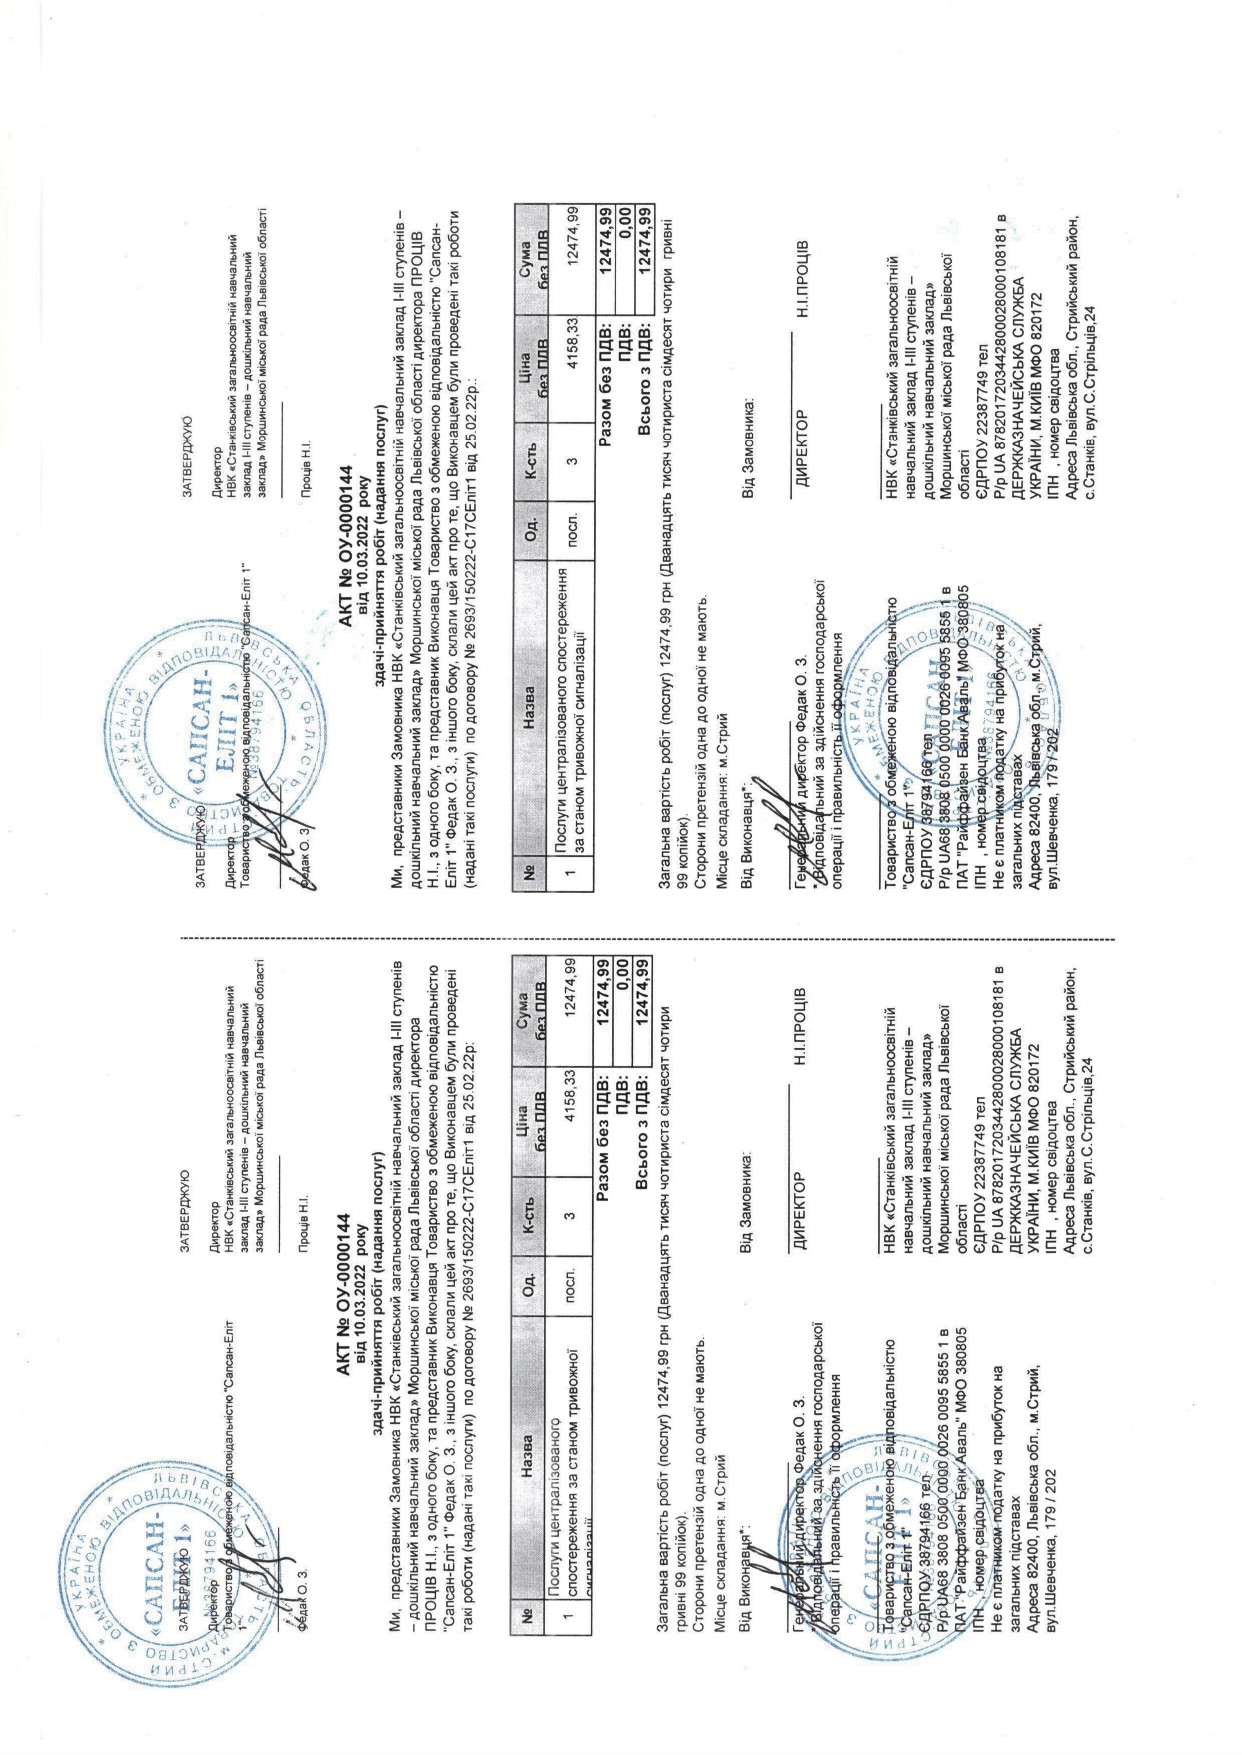 ЗАТВЕРДЖУЮ
Директор
Товариство з обмеженою відповідальністю "Сапсан-Еліт
1"
Федак О. З.
ЗАТВЕРДЖУЮ
Директор
НВК «Станківський загальноосвітній навчальний
заклад І-ІІІ ступенів – дошкільний навчальний
заклад» Моршинської міської рада Львівської області
Проців Н.І.
УКРАЇНА
ЛЬВІВСЬКА ОБЛАСТЬ
М. СТРИЙ
ТОВАРИСТВО З ОБМЕЖЕНОЮ ВІДПОВІДАЛЬНІСТЮ
«САПСАН-
ЕЛІТ 1»
№38794166
АКТ № ОУ-0000144
від 10.03.2022 року
здачі-прийняття робіт (надання послуг)
Ми, представники Замовника НВК «Станківський загальноосвітній навчальний заклад І-ІІІ ступенів
– дошкільний навчальний заклад» Моршинської міської рада Львівської області директора
ПРОЦІВ Н.І., з одного боку, та представник Виконавця Товариство з обмеженою відповідальністю
"Сапсан-Еліт 1" Федак О. З., з іншого боку, склали цей акт про те, що Виконавцем були проведені
такі роботи (надані такі послуги) по договору № 2693/150222-С17СЕліт1 від 25.02.22р:
№ Назва Од. К-сть Ціна без ПДВ Сума без ПДВ
1 Послуги централізованого посл. 3 4158,33 12474,99
спостереження за станом тривожної
сигналізації
Разом без ПДВ: 12474,99
ПДВ: 0,00
Всього з ПДВ: 12474,99
Загальна вартість робіт (послуг) 12474,99 грн (Дванадцять тисяч чотириста сімдесят чотири
гривні 99 копійок).
Сторони претензій одна до одної не мають.
Місце складання: м.Стрий
Від Виконавця*:
Генеральний директор Федак О. З.
*Відповідальний за здійснення господарської
операції і правильність її оформлення
Товариство з обмеженою відповідальністю
"Сапсан-Еліт 1"
ЄДРПОУ 38794166 тел
Р/р UA68 3808 0500 0000 0026 0095 5855 1 в
ПАТ "Райффайзен Банк Аваль" МФО 380805
ІПН , номер свідоцтва
Не є платником податку на прибуток на
загальних підставах
Адреса 82400, Львівська обл., м.Стрий,
вул.Шевченка, 179 / 202
Від Замовника:
ДИРЕКТОР Н.І.ПРОЦІВ
НВК «Станківський загальноосвітній
навчальний заклад І-ІІІ ступенів –
дошкільний навчальний заклад»
Моршинської міської рада Львівської
області
ЄДРПОУ 22387749 тел
Р/р UA 878201720344280002800010​8181 в
ДЕРЖКАЗНАЧЕЙСЬКА СЛУЖБА
УКРАЇНИ, М.КИЇВ МФО 820172
ІПН , номер свідоцтва
Адреса Львівська обл., Стрийський район,
с.Станків, вул.С.Стрільців,24
ЗАТВЕРДЖУЮ
Директор
Товариство з обмеженою відповідальністю "Сапсан-Еліт 1"
Федак О. З.
ЗАТВЕРДЖУЮ
Директор
НВК «Станківський загальноосвітній навчальний
заклад І-ІІІ ступенів – дошкільний навчальний
заклад» Моршинської міської рада Львівської області
Проців Н.І.
УКРАЇНА
ЛЬВІВСЬКА ОБЛАСТЬ
М. СТРИЙ
ТОВАРИСТВО З ОБМЕЖЕНОЮ ВІДПОВІДАЛЬНІСТЮ
«САПСАН-
ЕЛІТ 1»
№38794166
АКТ № ОУ-0000144
від 10.03.2022 року
здачі-прийняття робіт (надання послуг)
Ми, представники Замовника НВК «Станківський загальноосвітній навчальний заклад І-ІІІ ступенів –
дошкільний навчальний заклад» Моршинської міської рада Львівської області директора ПРОЦІВ
Н.І., з одного боку, та представник Виконавця Товариство з обмеженою відповідальністю "Сапсан-
Еліт 1" Федак О. З., з іншого боку, склали цей акт про те, що Виконавцем були проведені такі роботи
(надані такі послуги) по договору № 2693/150222-С17СЕліт1 від 25.02.22р.:
№ Назва Од. К-сть Ціна без ПДВ Сума без ПДВ
1 Послуги централізованого спостереження посл. 3 4158,33 12474,99
за станом тривожної сигналізації
Разом без ПДВ: 12474,99
ПДВ: 0,00
Всього з ПДВ: 12474,99
Загальна вартість робіт (послуг) 12474,99 грн (Дванадцять тисяч чотириста сімдесят чотири гривні
99 копійок).
Сторони претензій одна до одної не мають.
Місце складання: м.Стрий
Від Виконавця*:
Генеральний директор Федак О. З.
*Відповідальний за здійснення господарської
операції і правильність її оформлення
Товариство з обмеженою відповідальністю
"Сапсан-Еліт 1"
ЄДРПОУ 38794166 тел
Р/р UA68 3808 0500 0000 0026 0095 5855 1 в
ПАТ "Райффайзен Банк Аваль" МФО 380805
ІПН , номер свідоцтва
Не є платником податку на прибуток на
загальних підставах
Адреса 82400, Львівська обл., м.Стрий,
вул.Шевченка, 179 / 202
Від Замовника:
ДИРЕКТОР Н.І.ПРОЦІВ
НВК «Станківський загальноосвітній
навчальний заклад І-ІІІ ступенів –
дошкільний навчальний заклад»
Моршинської міської рада Львівської
області
ЄДРПОУ 22387749 тел
Р/р UA 8782017203442800028000108181 в
ДЕРЖКАЗНАЧЕЙСЬКА СЛУЖБА
УКРАЇНИ, М.КИЇВ МФО 820172
ІПН , номер свідоцтва
Адреса Львівська обл., Стрийський район,
с.Станків, вул.С.Стрільців,24